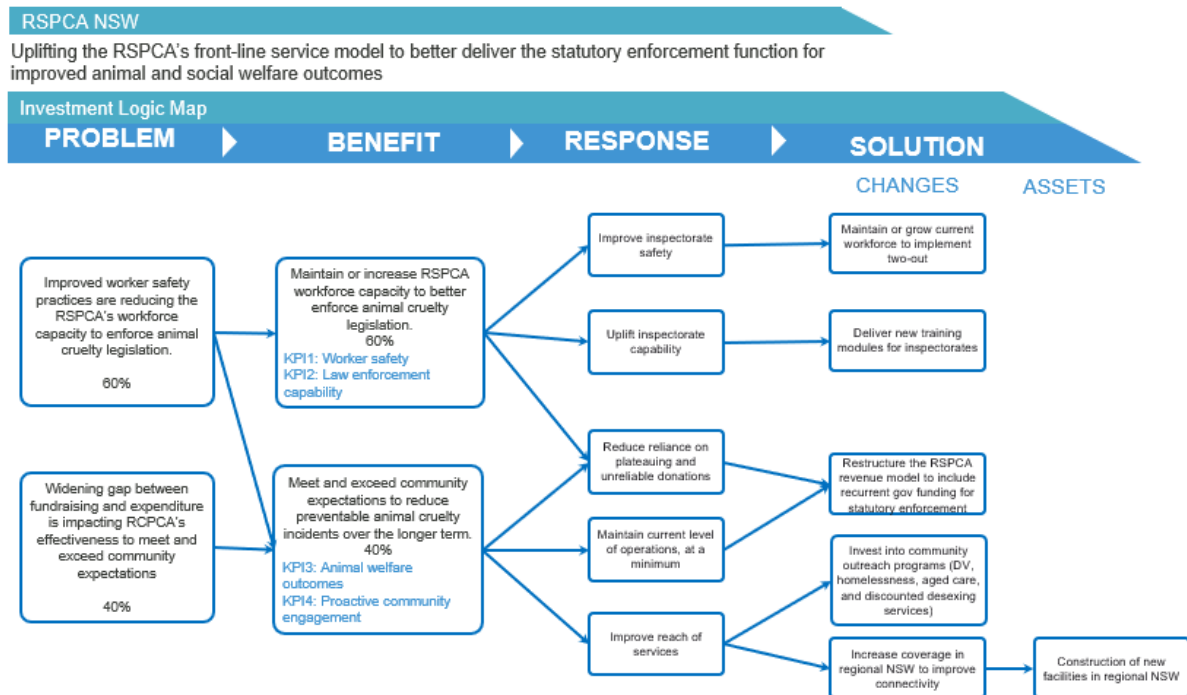 RSPCA NSW
Uplifting the RSPCA's front-line service model to better deliver the statutory enforcement function for
improved animal and social welfare outcomes
Investment Logic Map
PROBLEM
BENEFIT
RESPONSE
SOLUTION
CHANGES
ASSETS
Improved worker safety
practices are reducing the
RSPCA's workforce
capacity to enforce animal
cruelty legislation.
60%
Widening gap between
fundraising and expenditure
is impacting RCPCA's
effectiveness to meet and
exceed community
expectations
40%
Maintain or increase RSPCA
workforce capacity to better
enforce animal cruelty
legislation.
60%
KPI1: Worker safety
KPI2: Law enforcement
capability
Meet and exceed community
expectations to reduce
preventable animal cruelty
incidents over the longer term.
40%
KPI3: Animal welfare
outcomes
KPI4: Proactive community
engagement
Improve inspectorate
safety
Uplift inspectorate
capability
Reduce reliance on
plateauing and
unreliable donations
Maintain current level
of operations, at a
minimum
Improve reach of
services
Maintain or grow current
workforce to implement
two-out
Deliver new training
modules for inspectorates
Restructure the RSPCA
revenue model to include
recurrent gov funding for
statutory enforcement
Invest into community
outreach programs (DV,
homelessness, aged care,
and discounted desexing
services)
Increase coverage in
regional NSW to improve
connectivity
Construction of new
facilities in regional NSW